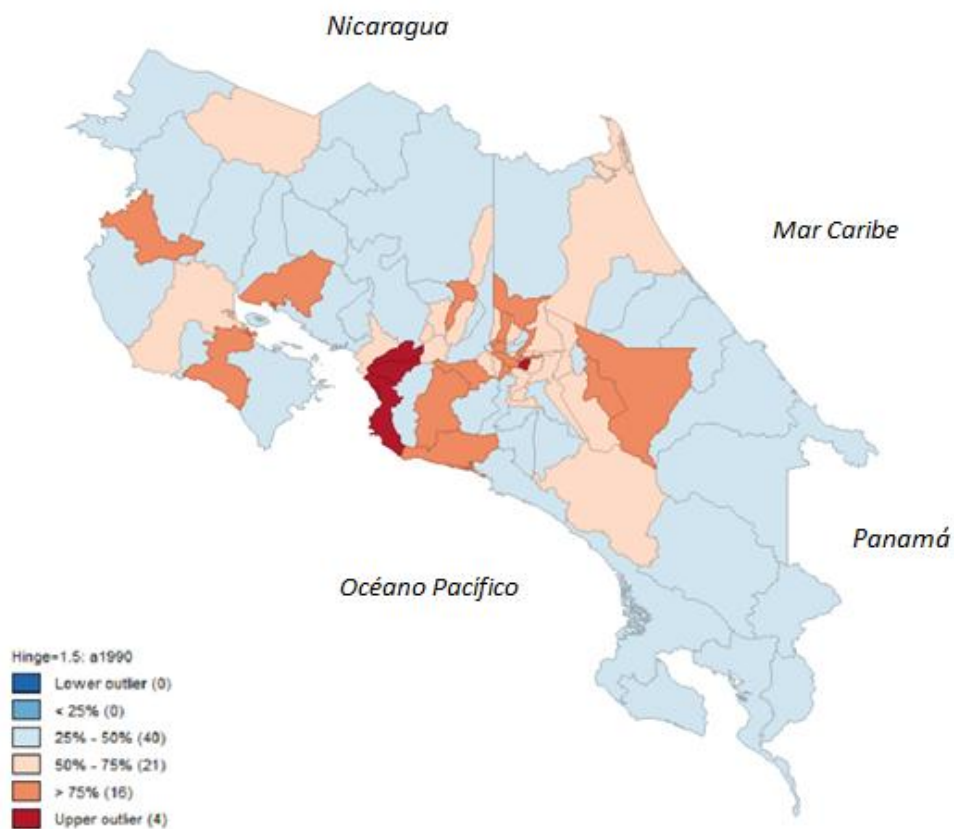 Nicaragua
Mar Caribe
Panamá
Océano Pacífico
Hinge=1.5: a1990
Lower outlier (0)
< 25% (0)
25% - 50% (40)
50% - 75% (21)
> 75% (16)
Upper outlier (4)